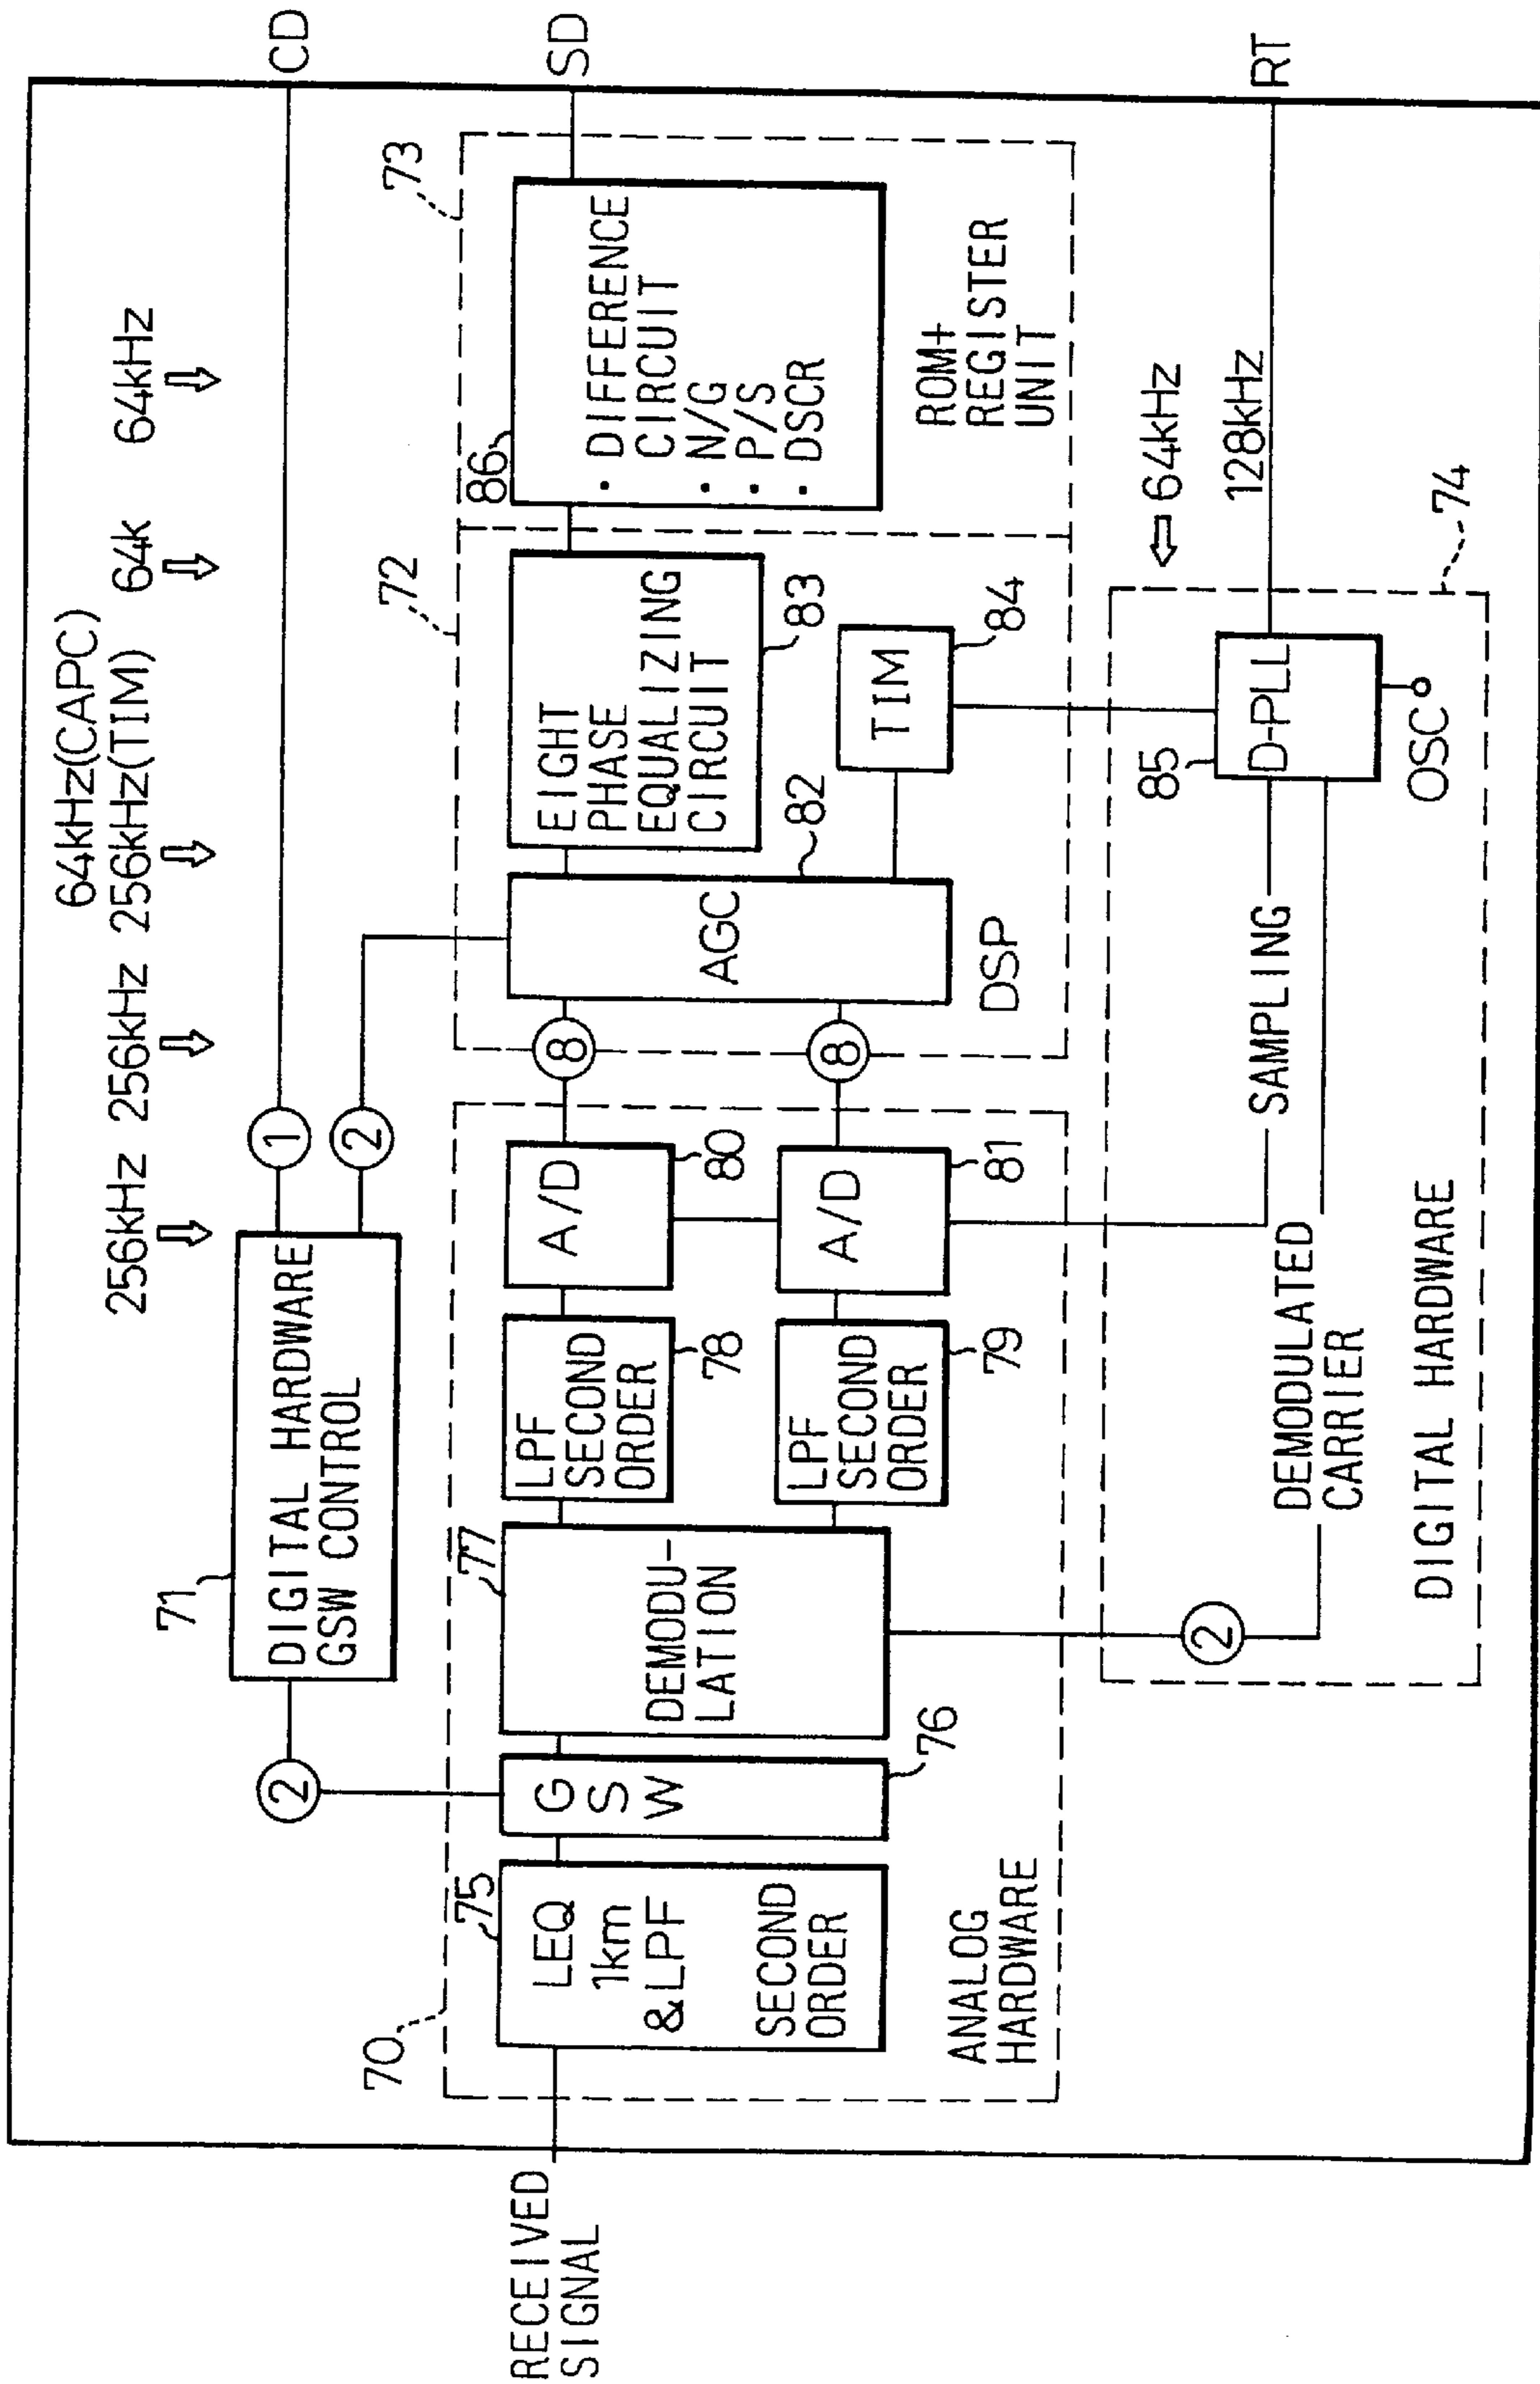 64kHz(CAPC)
256kHz 256kHz 256kHz(TIM) 64k 64kHz
CD
71
DIGITAL HARDWARE
GSW CONTROL
1
2
2
70
72
73
SD
RECEIVED
SIGNAL
75
LEQ
1km
&LPF
SECOND
ORDER
G
S
W
76
77
DEMODU-
LATION
LPF
SECOND
ORDER
78
LPF
SECOND
ORDER
79
A/D
80
A/D
81
8
8
AGC
82
DSP
EIGHT
PHASE
EQUALIZING
CIRCUIT
83
TIM
84
86
• DIFFERENCE
CIRCUIT
• N/G
• P/S
• DSCR
ROM+
REGISTER
UNIT
ANALOG
HARDWARE
64kHz
128kHz
RT
74
85
D-PLL
OSC
SAMPLING
2
DEMODULATED
CARRIER
DIGITAL HARDWARE